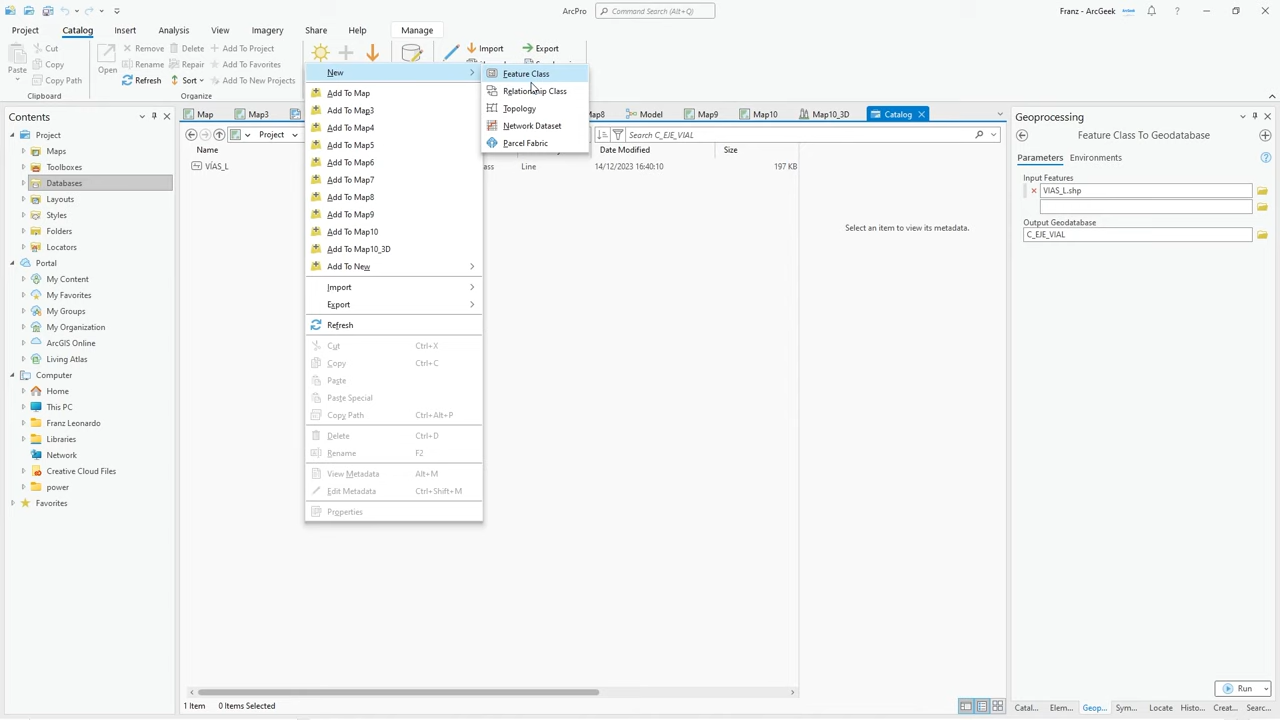 ArcPro
Command Search (Alt+Q)
Franz - ArcGeek
Project
Catalog
Insert
Analysis
View
Imagery
Share
Help
Manage
Paste
Cut
Copy
Copy Path
Clipboard
Open
Remove
Delete
Add To Project
Rename
Repair
Add To Favorites
Refresh
Sort
Add To New Projects
Organize
Import
Export
Contents
Project
Maps
Toolboxes
Databases
Layouts
Styles
Folders
Locators
Portal
My Content
My Favorites
My Groups
My Organization
ArcGIS Online
Living Atlas
Computer
Home
This PC
Franz Leonardo
Libraries
Network
Creative Cloud Files
power
Favorites
Map
Map3
Map8
Model
Map9
Map10
Map10_3D
Catalog
Project
Search C_EJE_VIAL
Name
Date Modified
Size
VÍAS_L
Line
14/12/2023 16:40:10
197 KB
Select an item to view its metadata.
New
Add To Map
Add To Map3
Add To Map4
Add To Map5
Add To Map6
Add To Map7
Add To Map8
Add To Map9
Add To Map10
Add To Map10_3D
Add To New
Import
Export
Refresh
Cut Ctrl+X
Copy Ctrl+C
Paste
Paste Special
Copy Path Ctrl+Alt+P
Delete Ctrl+D
Rename F2
View Metadata Alt+M
Edit Metadata Ctrl+Shift+M
Properties
Feature Class
Relationship Class
Topology
Network Dataset
Parcel Fabric
1 Item
0 Items Selected
Geoprocessing
Feature Class To Geodatabase
Parameters
Environments
Input Features
VIAS_L.shp
Output Geodatabase
C_EJE_VIAL
Run
Catal...
Elem...
Geop...
Sym...
Locate
Histo...
Creat...
Searc...